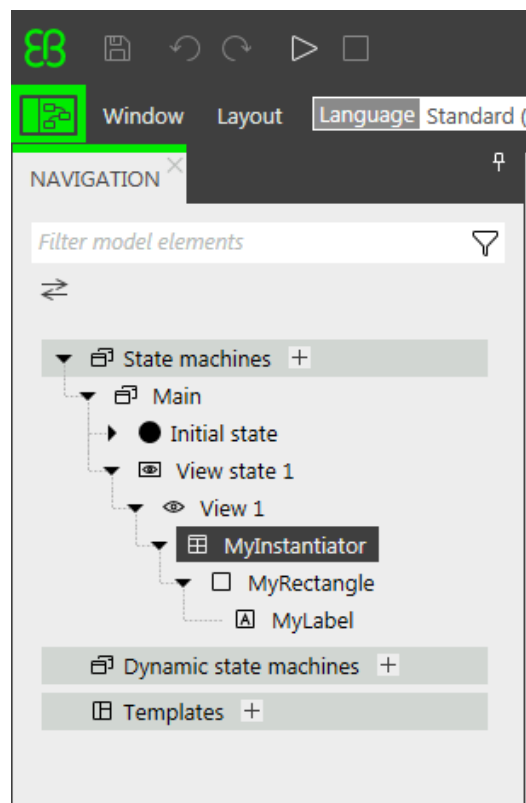 EB
Window Layout Language Standard (
NAVIGATION
Filter model elements
State machines +
Main
Initial state
View state 1
View 1
MyInstantiator
MyRectangle
A MyLabel
Dynamic state machines +
Templates +